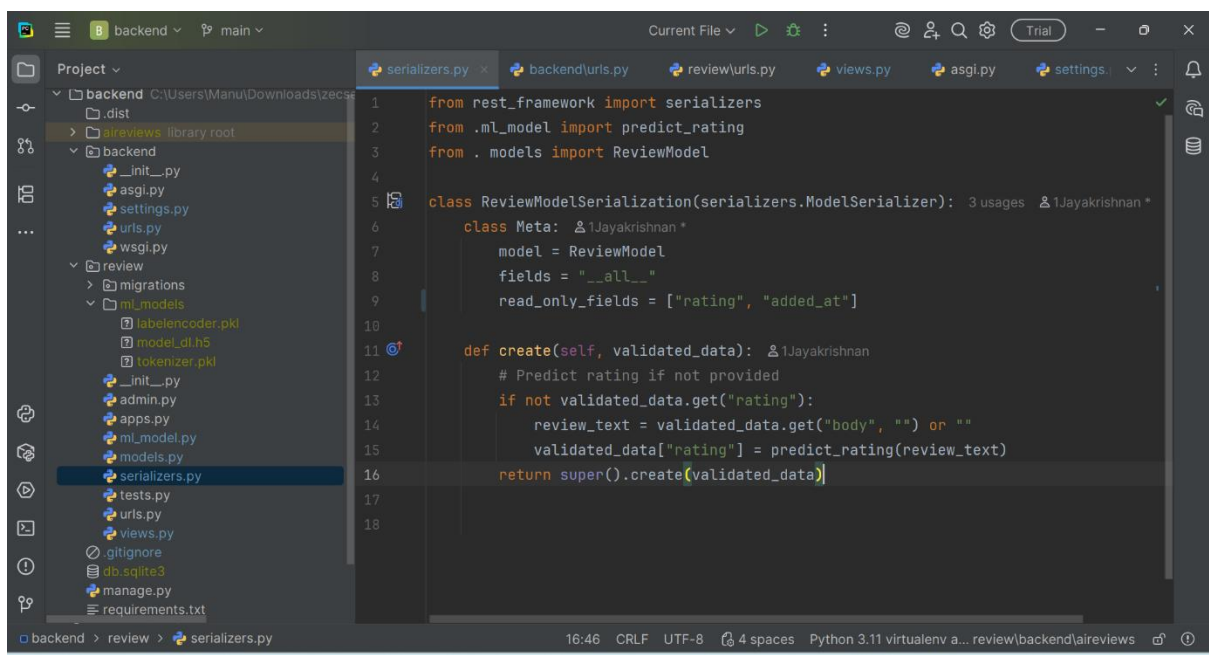 B backend main Current File Trial
Project
serializers.py backend\urls.py review\urls.py views.py asgi.py settings.
backend C:\Users\Manu\Downloads\zecse
.dist
aireviews library root
backend
__init__.py
asgi.py
settings.py
urls.py
wsgi.py
review
migrations
ml_models
labelencoder.pkl
model_dl.h5
tokenizer.pkl
__init__.py
admin.py
apps.py
ml_model.py
models.py
serializers.py
tests.py
urls.py
views.py
.gitignore
db.sqlite3
manage.py
requirements.txt
1 from rest_framework import serializers
2 from .ml_model import predict_rating
3 from . models import ReviewModel
4
5 class ReviewModelSerialization(serializers.ModelSerializer): 3 usages 1Jayakrishnan *
6 class Meta: 1Jayakrishnan *
7 model = ReviewModel
8 fields = "__all__"
9 read_only_fields = ["rating", "added_at"]
10
11 def create(self, validated_data): 1Jayakrishnan
12 # Predict rating if not provided
13 if not validated_data.get("rating"):
14 review_text = validated_data.get("body", "") or ""
15 validated_data["rating"] = predict_rating(review_text)
16 return super().create(validated_data)
17
18
backend > review > serializers.py 16:46 CRLF UTF-8 4 spaces Python 3.11 virtualenv a... review\backend\aireviews